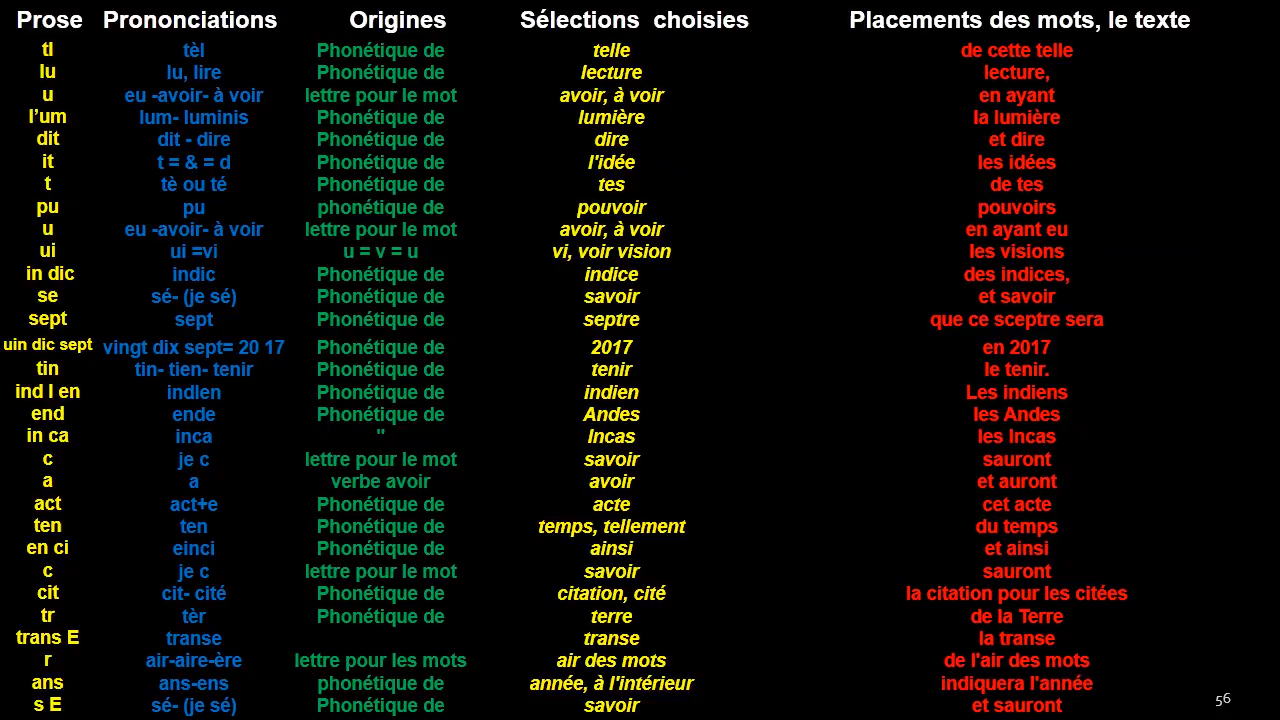 Prose Prononciations Origines Sélections choisies Placements des mots, le texte
tl tèl Phonétique de telle de cette telle
lu lu, lire Phonétique de lecture lecture,
u eu -avoir- à voir lettre pour le mot avoir, à voir en ayant
l’um lum- luminis Phonétique de lumière la lumière
dit dit - dire Phonétique de dire et dire
it t = & = d Phonétique de l'idée les idées
t tè ou té Phonétique de tes de tes
pu pu phonétique de pouvoir pouvoirs
u eu -avoir- à voir lettre pour le mot avoir, à voir en ayant eu
ui ui =vi u = v = u vi, voir vision les visions
in dic indic Phonétique de indice des indices,
se sé- (je sé) Phonétique de savoir et savoir
sept sept Phonétique de septre que ce sceptre sera
uin dic sept vingt dix sept= 20 17 Phonétique de 2017 en 2017
tin tin- tien- tenir Phonétique de tenir le tenir.
ind I en indIen Phonétique de indien Les indiens
end ende Phonétique de Andes les Andes
in ca inca " Incas les Incas
c je c lettre pour le mot savoir sauront
a a verbe avoir avoir et auront
act act+e Phonétique de acte cet acte
ten ten Phonétique de temps, tellement du temps
en ci einci Phonétique de ainsi et ainsi
c je c lettre pour le mot savoir sauront
cit cit- cité Phonétique de citation, cité la citation pour les citées
tr tèr Phonétique de terre de la Terre
trans E transe transe la transe
r air-aire-ère lettre pour les mots air des mots de l'air des mots
ans ans-ens phonétique de année, à l'intérieur indiquera l'année
s E sé- (je sé) Phonétique de savoir et sauront
56